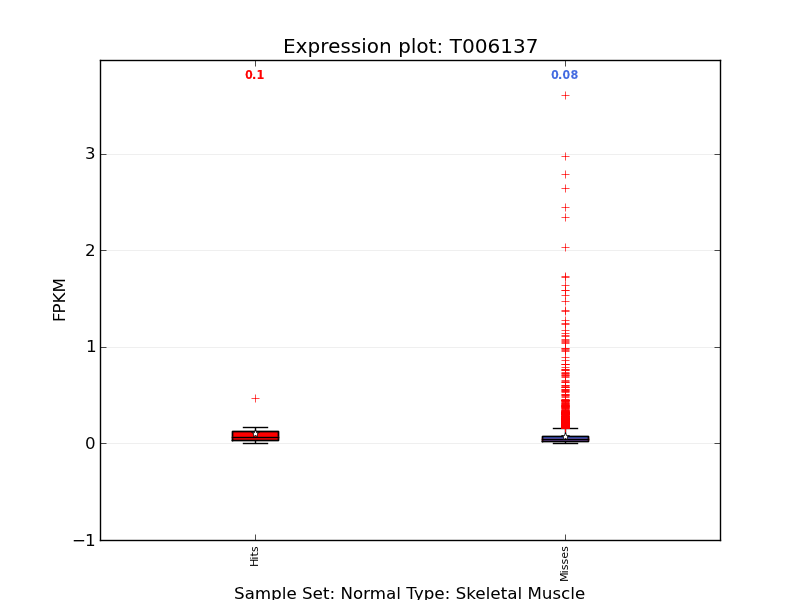 Expression plot: T006137
0.1
0.08
3
2
1
0
−1
FPKM
Hits
Misses
Sample Set: Normal Type: Skeletal Muscle